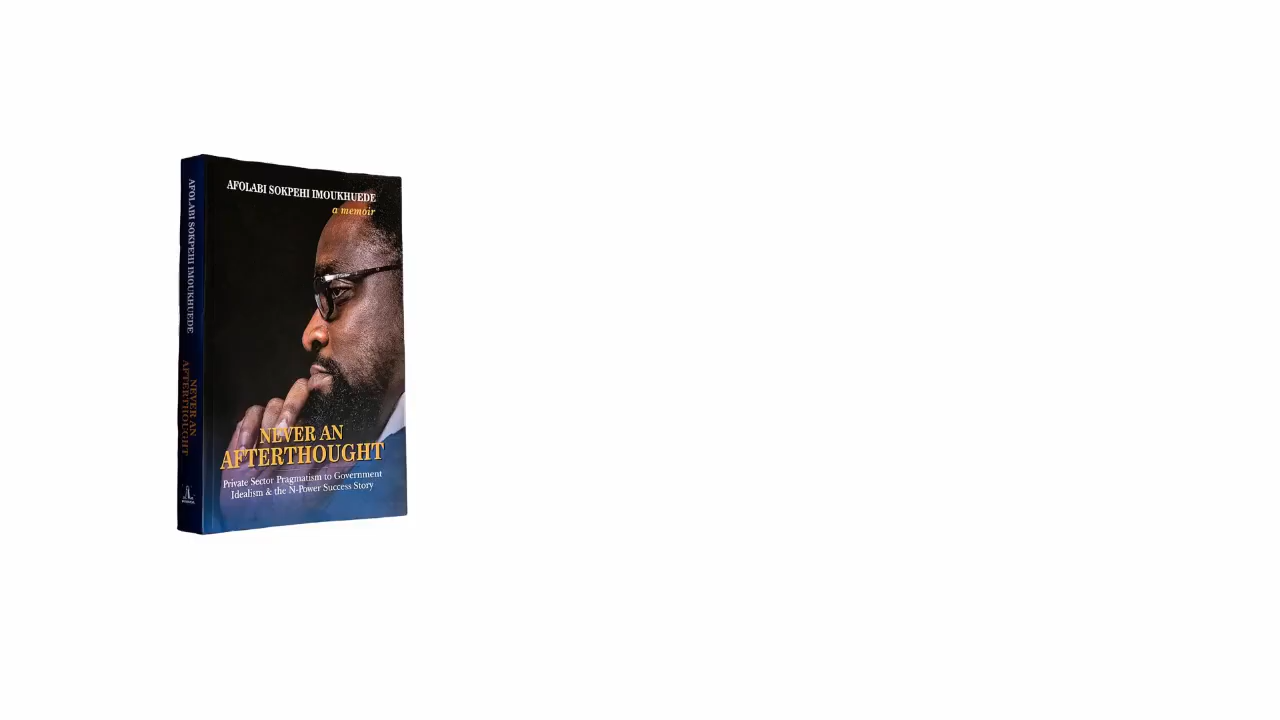 AFOLABI SOKPEHI IMOUKHUEDE
a memoir
NEVER AN
AFTERTHOUGHT
Private Sector Pragmatism to Government
Idealism & the N-Power Success Story
AFOLABI SOKPEHI IMOUKHUEDE
NEVER AN
AFTERTHOUGHT